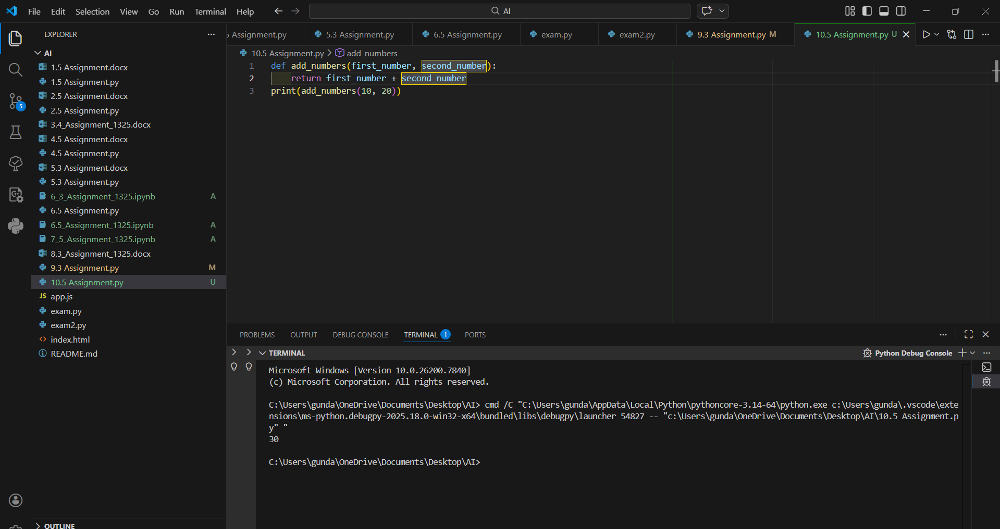 File Edit Selection View Go Run Terminal Help
AI
EXPLORER
AI
1.5 Assignment.docx
1.5 Assignment.py
2.5 Assignment.docx
2.5 Assignment.py
3.4_Assignment_1325.docx
4.5 Assignment.docx
4.5 Assignment.py
5.3 Assignment.docx
5.3 Assignment.py
6_3_Assignment_1325.ipynb A
6.5 Assignment.py
6.5_Assignment_1325.ipynb A
7_5_Assignment_1325.ipynb A
8.3_Assignment_1325.docx
9.3 Assignment.py M
10.5 Assignment.py U
JS app.js
exam.py
exam2.py
index.html
README.md
OUTLINE
5
5 Assignment.py 5.3 Assignment.py 6.5 Assignment.py exam.py exam2.py 9.3 Assignment.py M 10.5 Assignment.py U
10.5 Assignment.py > add_numbers
1 def add_numbers(first_number, second_number):
2 return first_number + second_number
3 print(add_numbers(10, 20))
PROBLEMS OUTPUT DEBUG CONSOLE TERMINAL 1 PORTS
TERMINAL
Python Debug Console
Microsoft Windows [Version 10.0.26200.7840]
(c) Microsoft Corporation. All rights reserved.
C:\Users\gunda\OneDrive\Documents\Desktop\AI> cmd /C "C:\Users\gunda\AppData\Local\Python\pythoncore-3.14-64\python.exe c:\Users\gunda\.vscode\exte
nsions\ms-python.debugpy-2025.18.0-win32-x64\bundled\libs\debugpy\launcher 54827 -- "c:\Users\gunda\OneDrive\Documents\Desktop\AI\10.5 Assignment.p
y" "
30
C:\Users\gunda\OneDrive\Documents\Desktop\AI>